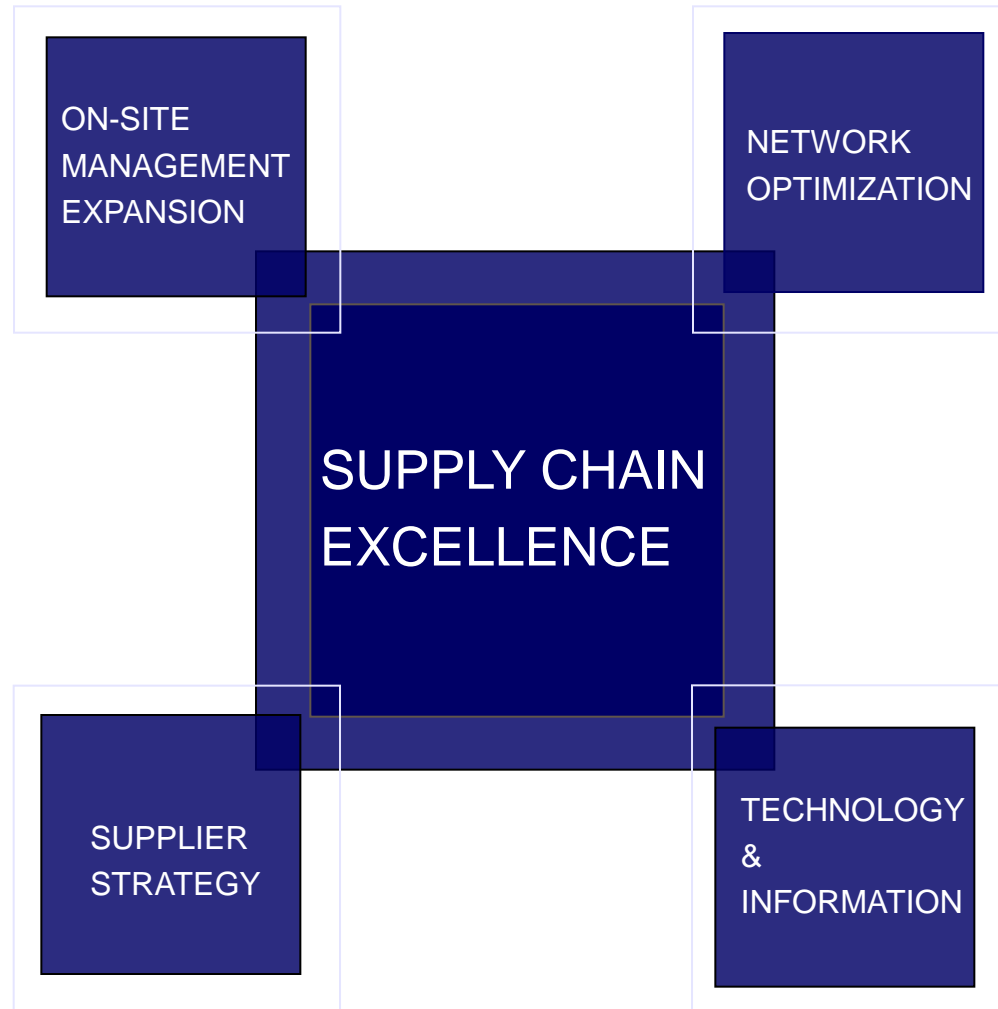 ON-SITE
MANAGEMENT
EXPANSION
NETWORK
OPTIMIZATION
SUPPLY CHAIN
EXCELLENCE
SUPPLIER
STRATEGY
TECHNOLOGY
&
INFORMATION